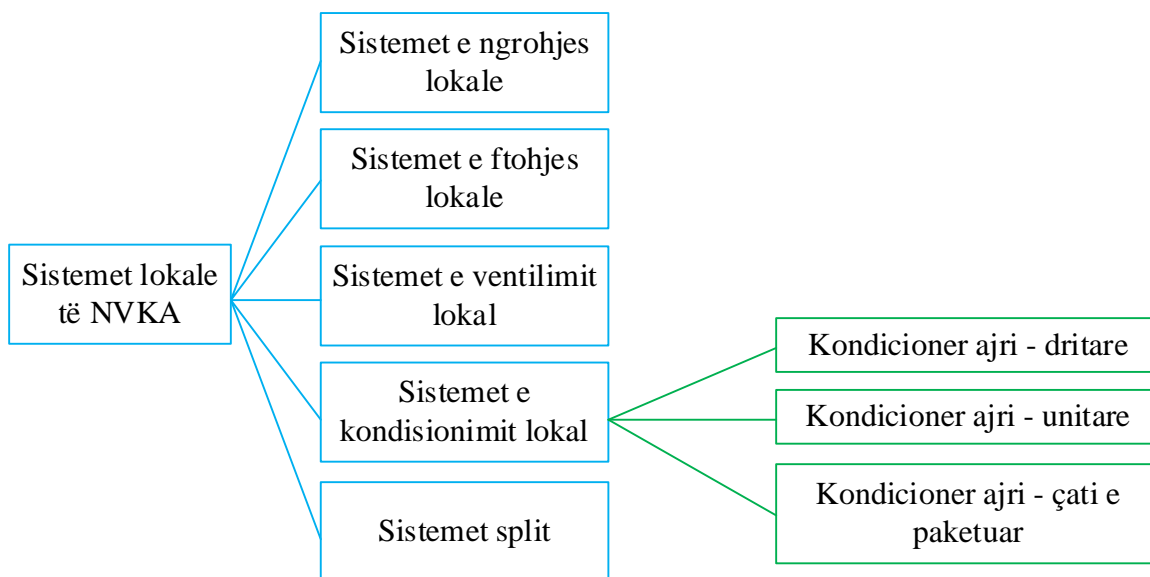 Sistemet lokale
të NVKA
Sistemet e ngrohjes
lokale
Sistemet e ftohjes
lokale
Sistemet e ventilimit
lokal
Sistemet e
kondisionimit lokal
Sistemet split
Kondicioner ajri - dritare
Kondicioner ajri - unitare
Kondicioner ajri - çati e
paketuar